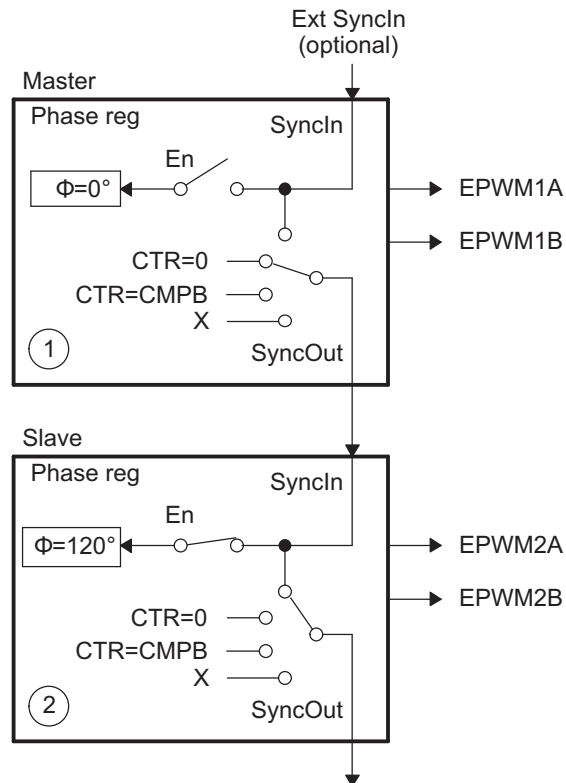 Ext SyncIn
(optional)
Master
Phase reg
SyncIn
En
Φ=0°
EPWM1A
EPWM1B
CTR=0
CTR=CMPB
X
1
SyncOut
Slave
Phase reg
SyncIn
En
Φ=120°
EPWM2A
EPWM2B
CTR=0
CTR=CMPB
X
2
SyncOut